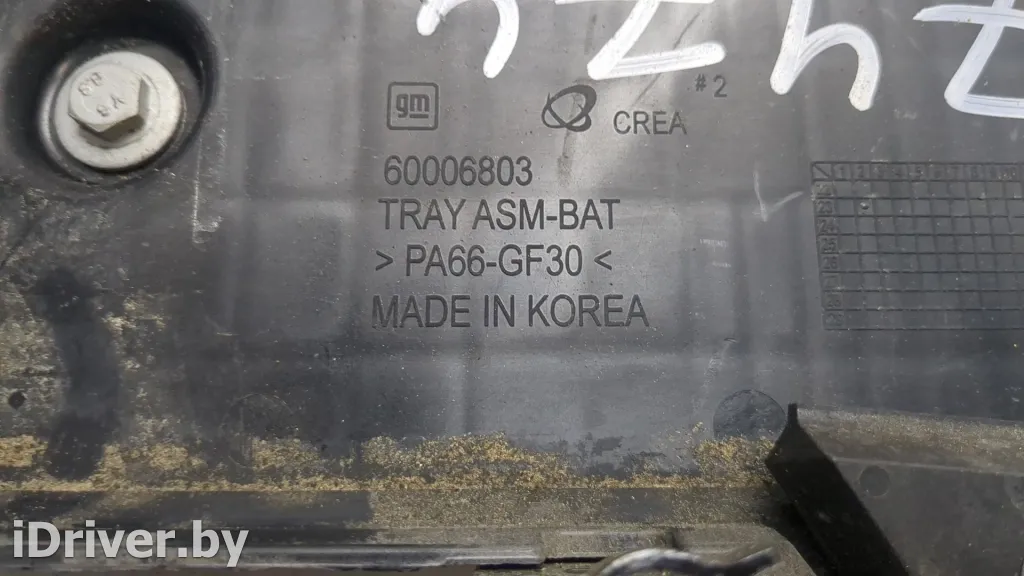 gm CREA #2
60006803
TRAY ASM-BAT
> PA66-GF30 <
MADE IN KOREA
iDriver.by